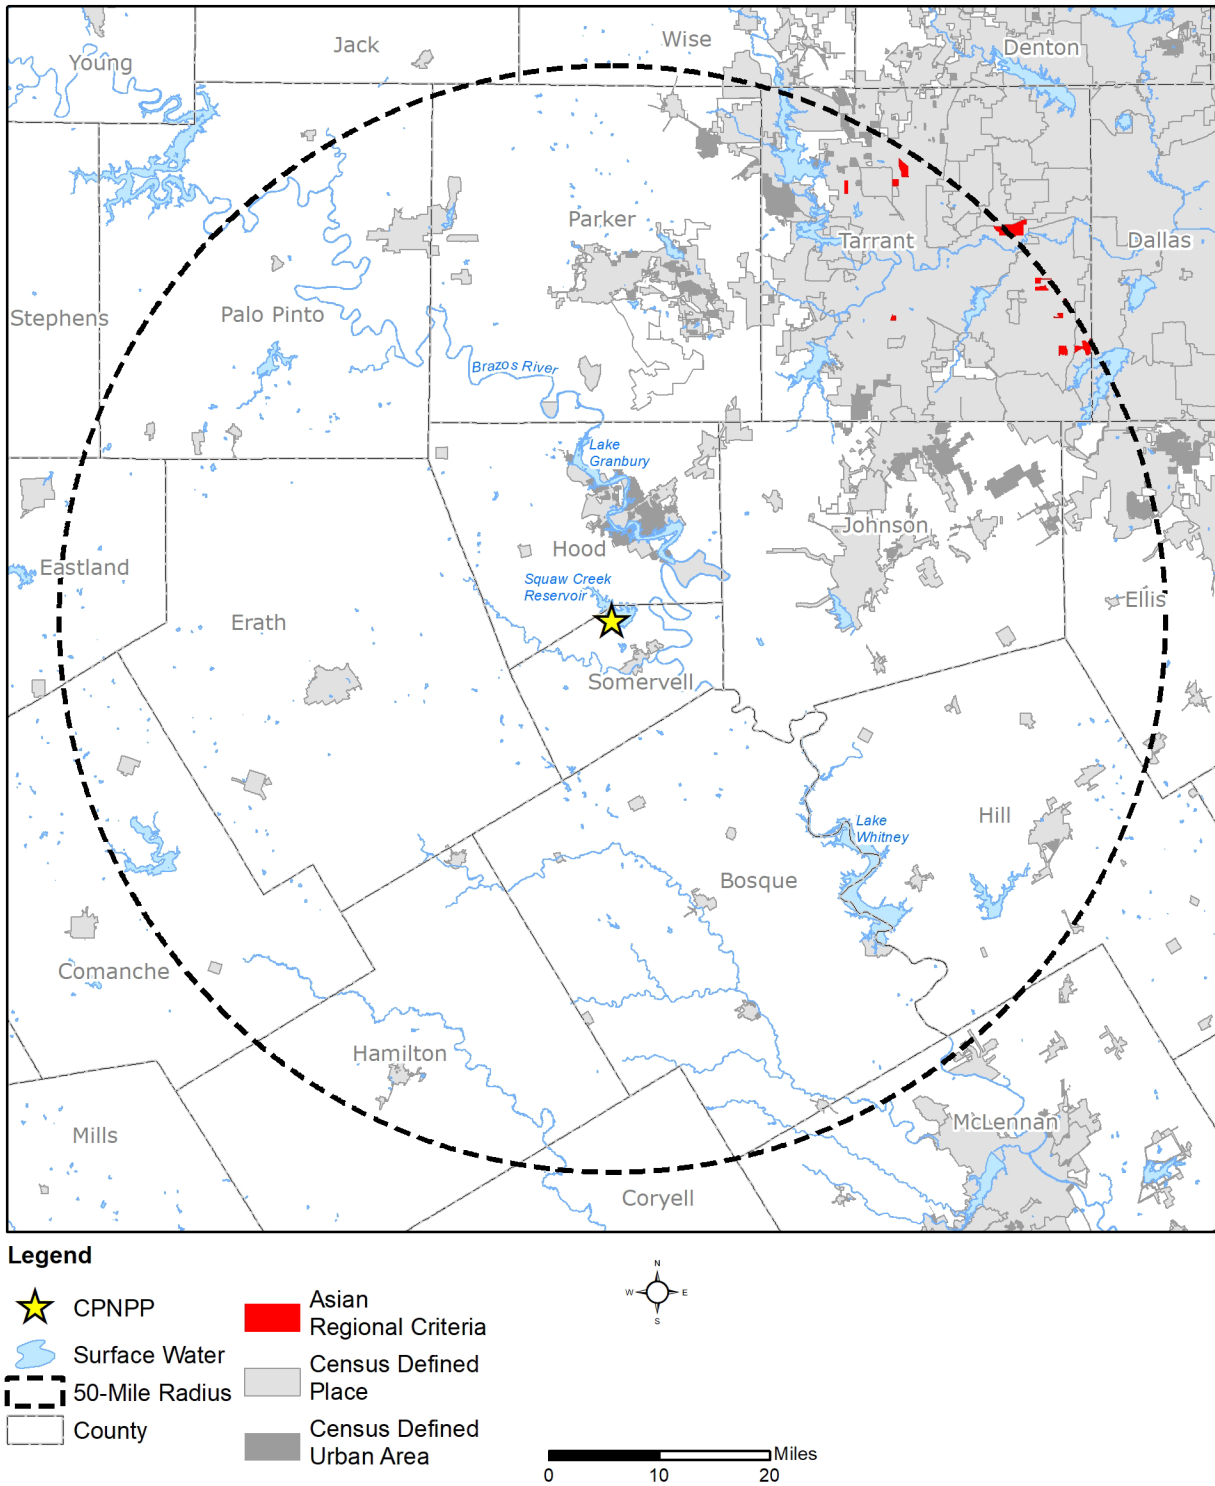 Jack
Wise
Denton
Young
Parker
Tarrant
Dallas
Stephens
Palo Pinto
Brazos River
Lake
Granbury
Johnson
Hood
Eastland
Squaw Creek
Reservoir
Ellis
Erath
Somervell
Hill
Lake
Whitney
Bosque
Comanche
Hamilton
McLennan
Mills
Coryell
Legend
CPNPP
Surface Water
50-Mile Radius
County
Asian
Regional Criteria
Census Defined
Place
Census Defined
Urban Area
N
W E
S
Miles
0 10 20